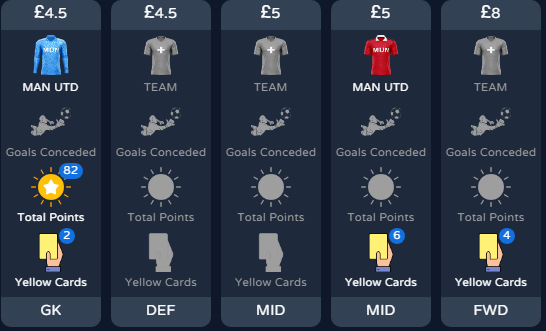 £4.5
MUN
MAN UTD
Goals Conceded
82
Total Points
2
Yellow Cards
GK
£4.5
TEAM
Goals Conceded
Total Points
Yellow Cards
DEF
£5
TEAM
Goals Conceded
Total Points
Yellow Cards
MID
£5
MUN
MAN UTD
Goals Conceded
Total Points
6
Yellow Cards
MID
£8
TEAM
Goals Conceded
Total Points
4
Yellow Cards
FWD